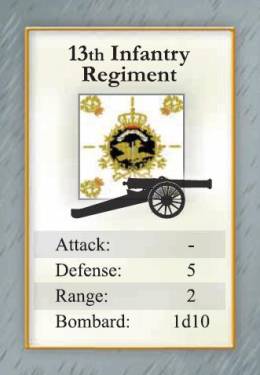 13th Infantry
Regiment
Attack: -
Defense: 5
Range: 2
Bombard: 1d10